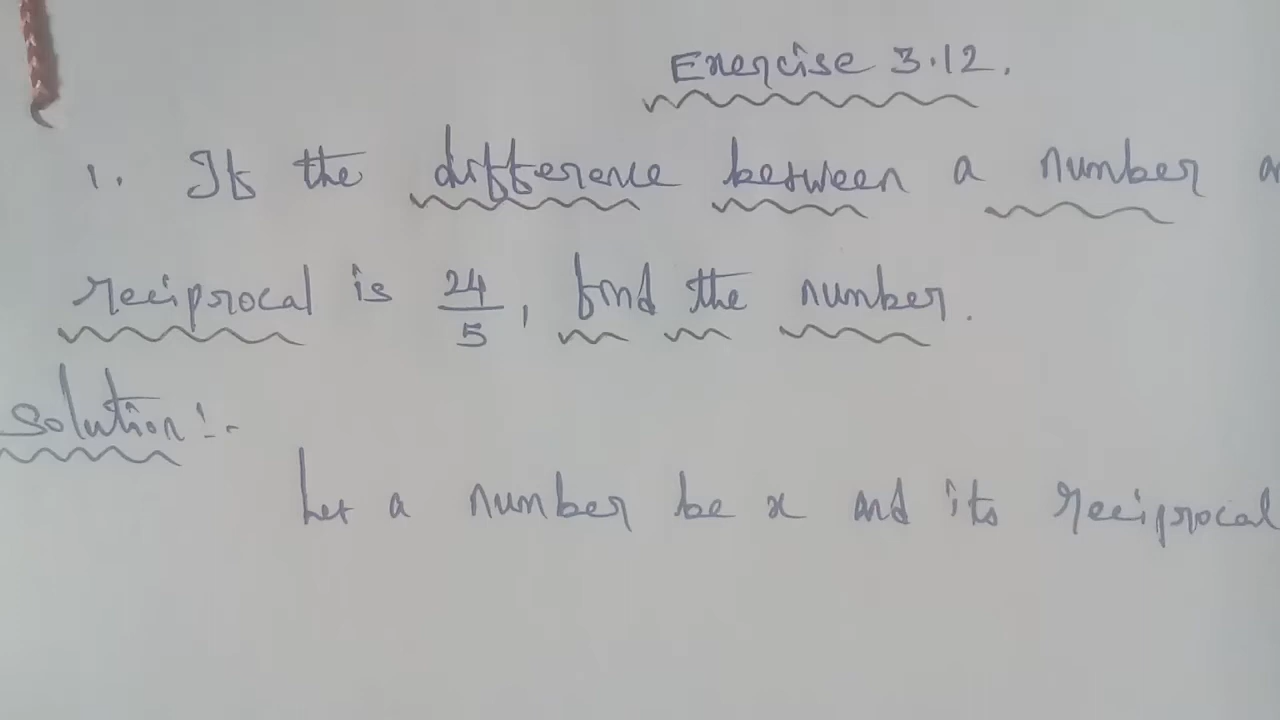 Exercise 3.12.
1. If the difference between a number
reciprocal is 24/5, find the number.
Solution:-
Let a number be x and its reciprocal